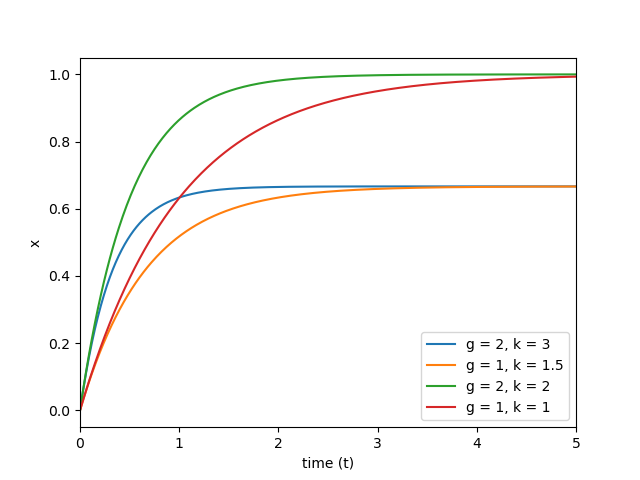 1.0
0.8
0.6
0.4
0.2
0.0
x
0 1 2 3 4 5
time (t)
g = 2, k = 3
g = 1, k = 1.5
g = 2, k = 2
g = 1, k = 1